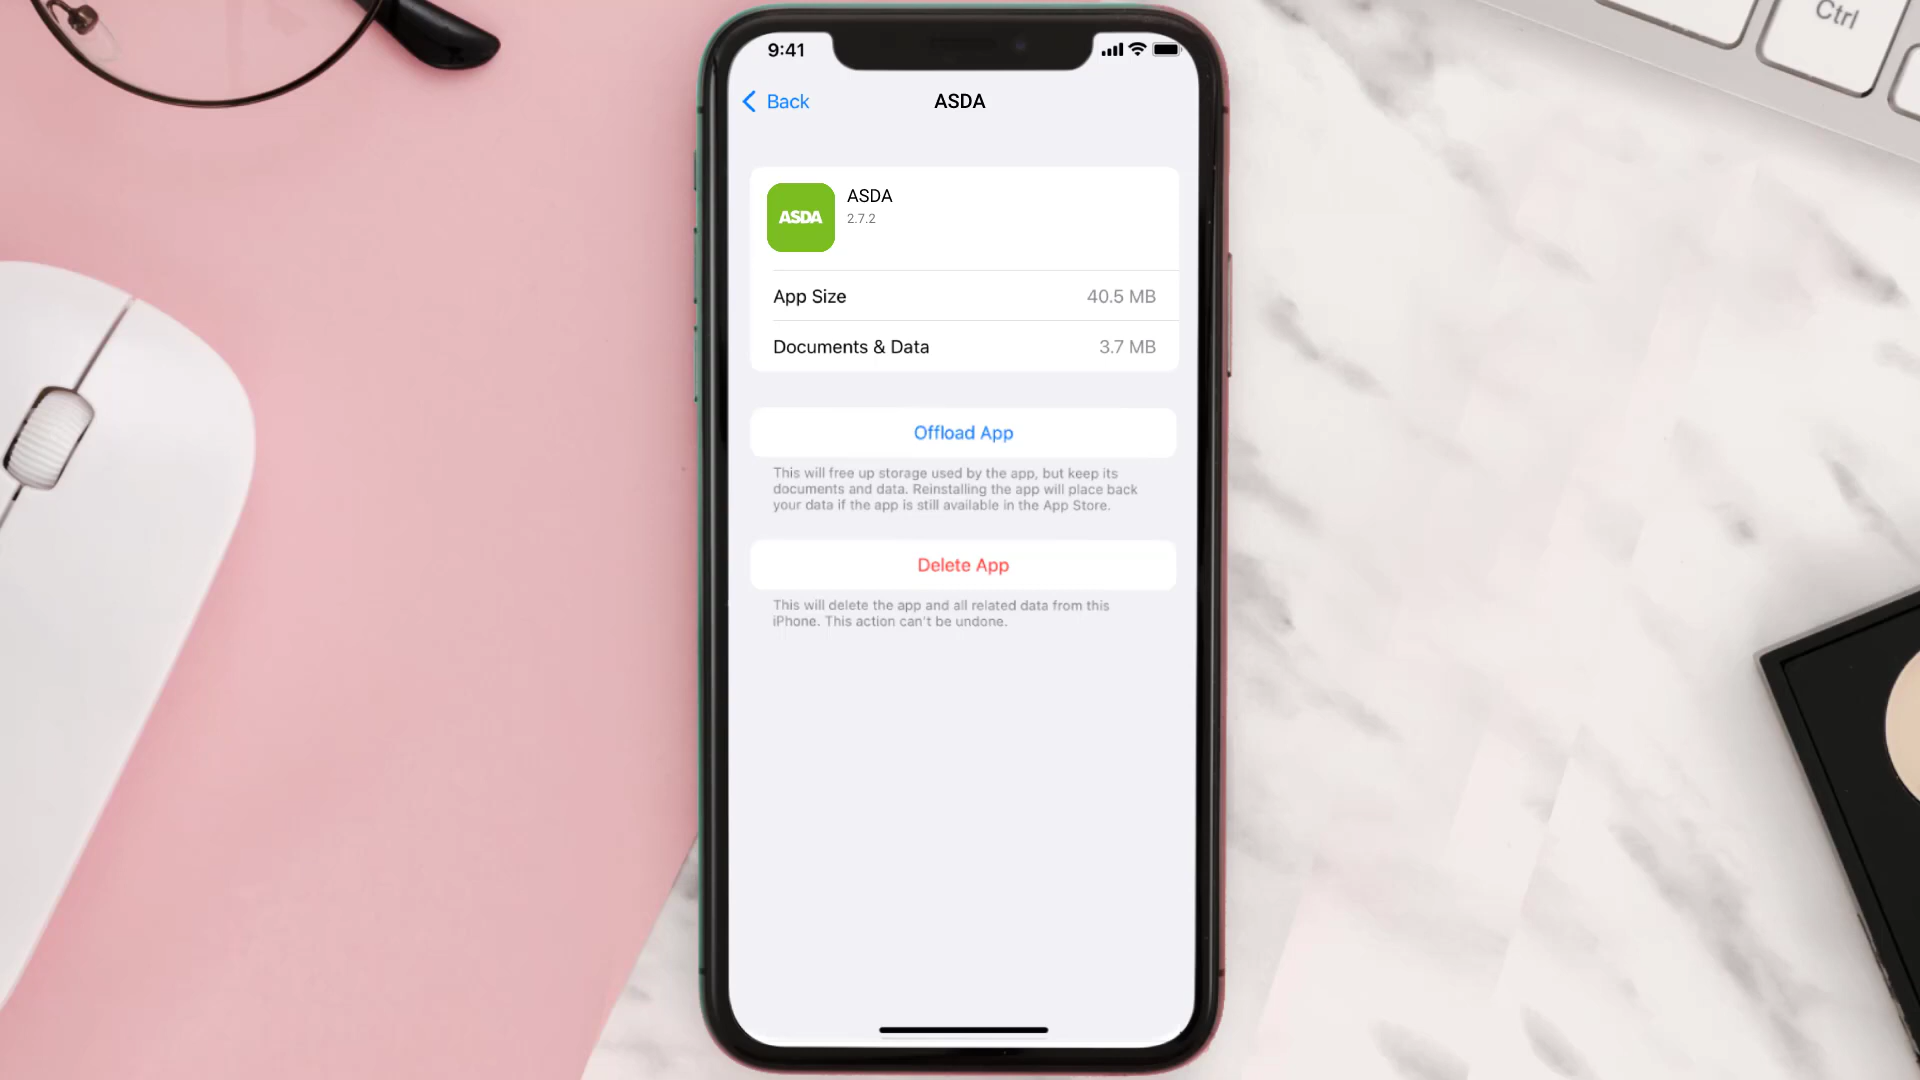 Ctrl
9:41
Back
ASDA
ASDA
ASDA
2.7.2
App Size
40.5 MB
Documents & Data
3.7 MB
Offload App
This will free up storage used by the app, but keep its
documents and data. Reinstalling the app will place back
your data if the app is still available in the App Store.
Delete App
This will delete the app and all related data from this
iPhone. This action can't be undone.